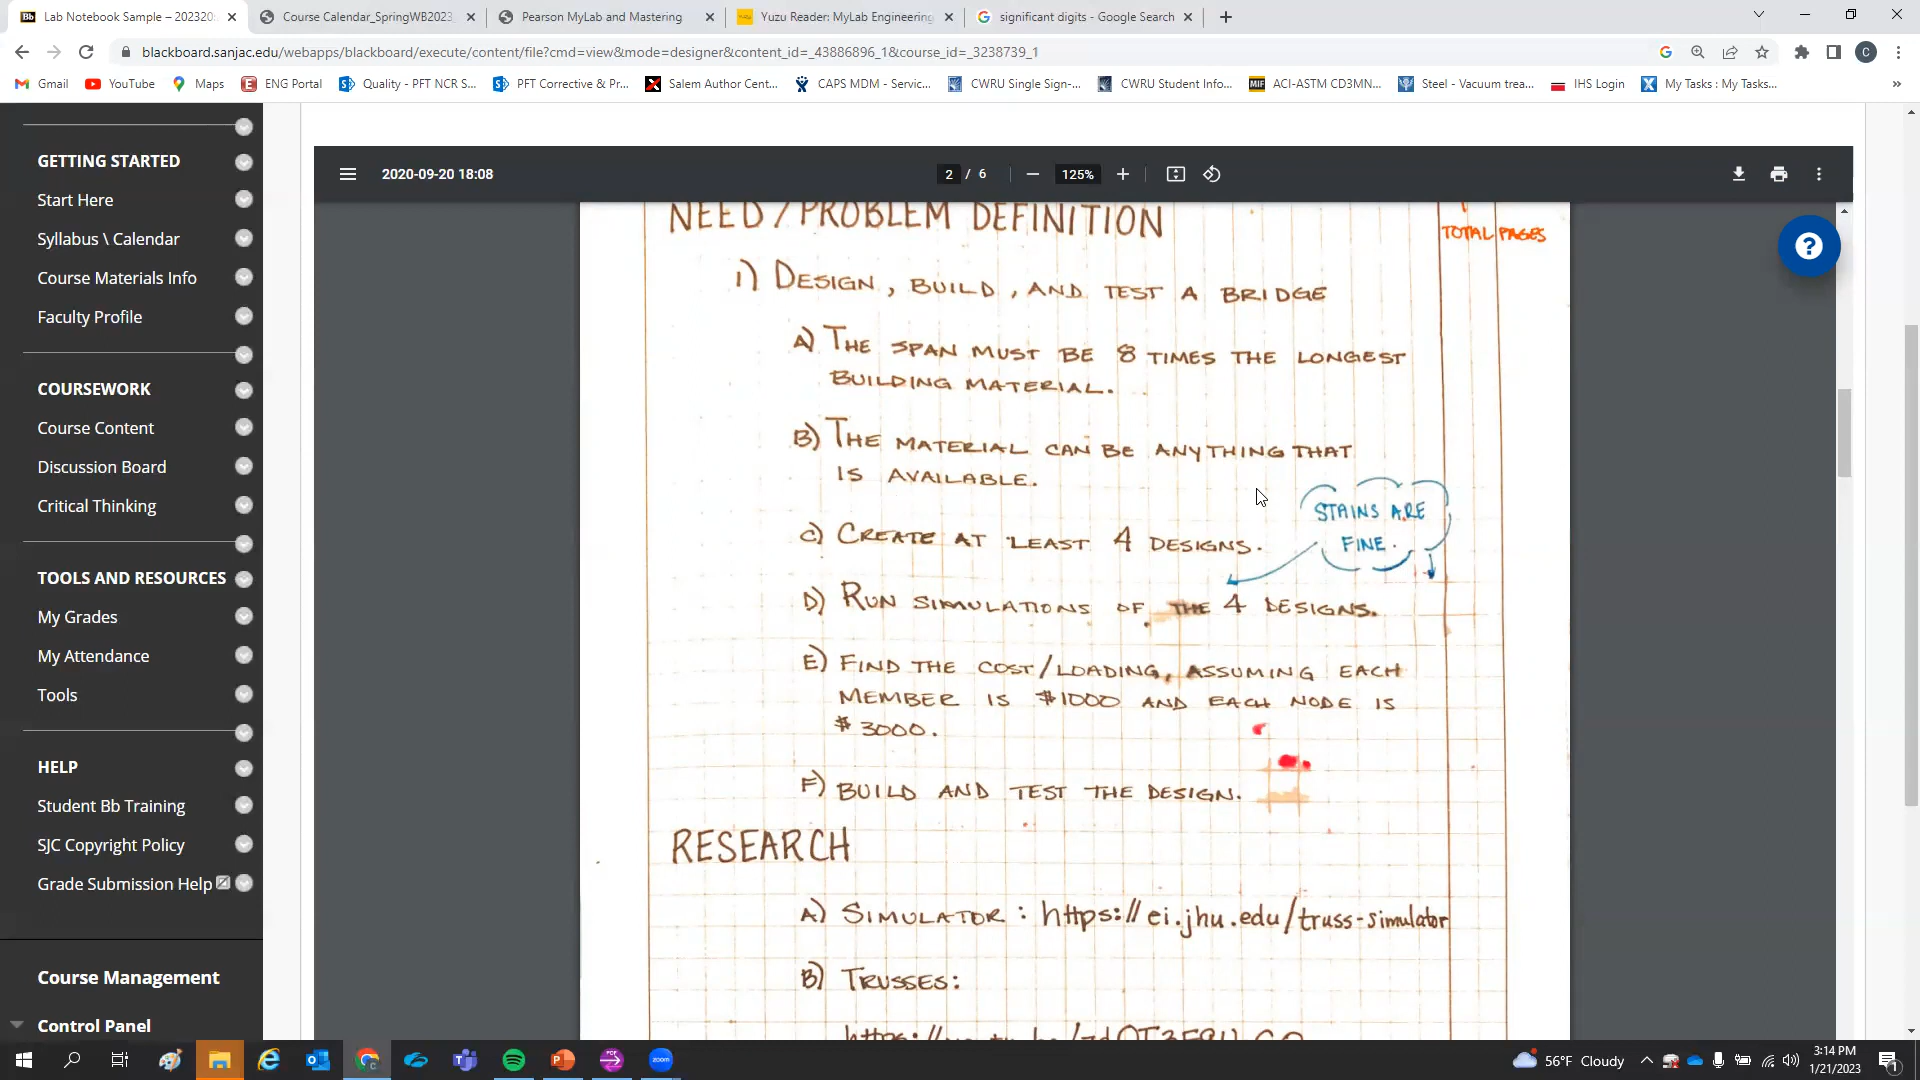 Lab Notebook Sample – 202320
Course Calendar_SpringWB2023
Pearson MyLab and Mastering
Yuzu Reader: MyLab Engineering
significant digits - Google Search
blackboard.sanjac.edu/webapps/blackboard/execute/content/file?cmd=view&mode=designer&content_id=_43886896_1&course_id=_3238739_1
Gmail
YouTube
Maps
ENG Portal
Quality - PFT NCR S...
PFT Corrective & Pr...
Salem Author Cent...
CAPS MDM - Servic...
CWRU Single Sign-...
CWRU Student Info...
ACI-ASTM CD3MN...
Steel - Vacuum trea...
IHS Login
My Tasks : My Tasks...
GETTING STARTED
Start Here
Syllabus \ Calendar
Course Materials Info
Faculty Profile
COURSEWORK
Course Content
Discussion Board
Critical Thinking
TOOLS AND RESOURCES
My Grades
My Attendance
Tools
HELP
Student Bb Training
SJC Copyright Policy
Grade Submission Help
Course Management
Control Panel
2020-09-20 18:08
2 / 6
125%
NEED / PROBLEM DEFINITION
TOTAL PAGES
1) DESIGN, BUILD, AND TEST A BRIDGE
A) THE SPAN MUST BE 8 TIMES THE LONGEST
BUILDING MATERIAL.
B) THE MATERIAL CAN BE ANYTHING THAT
IS AVAILABLE.
STAINS ARE
FINE.
C) CREATE AT LEAST 4 DESIGNS.
D) RUN SIMULATIONS OF THE 4 DESIGNS.
E) FIND THE COST/LOADING, ASSUMING EACH
MEMBER IS $1000 AND EACH NODE IS
$3000.
F) BUILD AND TEST THE DESIGN.
RESEARCH
A) SIMULATOR: https://ei.jhu.edu/truss-simulator
B) TRUSSES:
56°F Cloudy
3:14 PM
1/21/2023